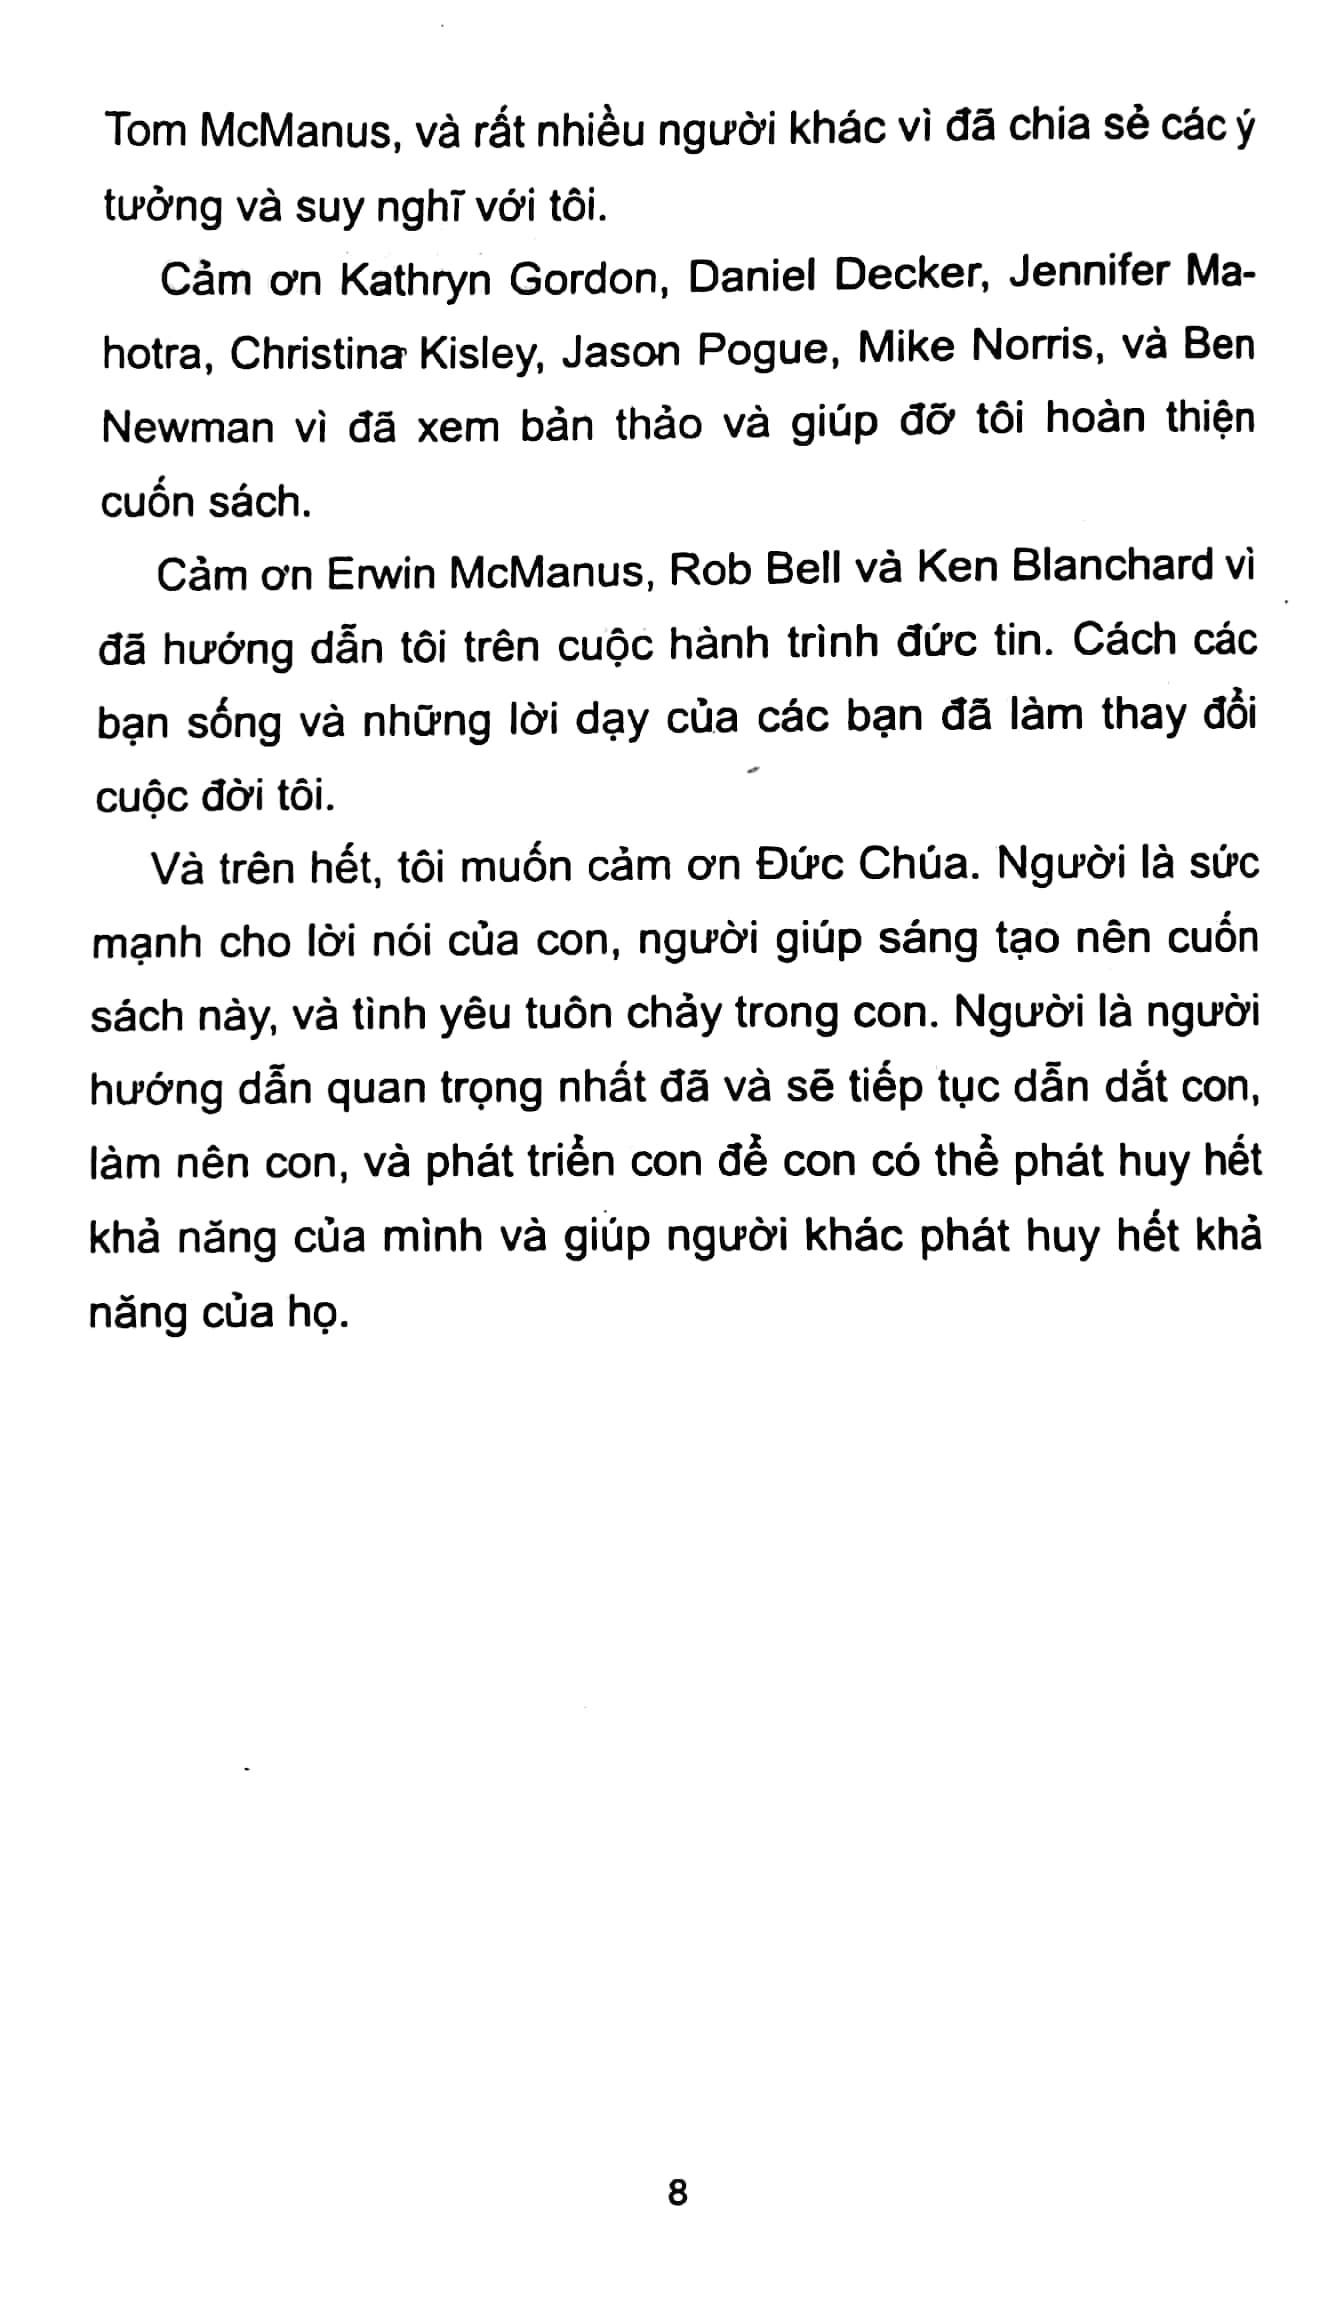 Tom McManus, và rất nhiều người khác vì đã chia sẻ các ý
tưởng và suy nghĩ với tôi.
Cảm ơn Kathryn Gordon, Daniel Decker, Jennifer Ma-
hotra, Christina Kisley, Jason Pogue, Mike Norris, và Ben
Newman vì đã xem bản thảo và giúp đỡ tôi hoàn thiện
cuốn sách.
Cảm ơn Erwin McManus, Rob Bell và Ken Blanchard vì
đã hướng dẫn tôi trên cuộc hành trình đức tin. Cách các
bạn sống và những lời dạy của các bạn đã làm thay đổi
cuộc đời tôi.
Và trên hết, tôi muốn cảm ơn Đức Chúa. Người là sức
mạnh cho lời nói của con, người giúp sáng tạo nên cuốn
sách này, và tình yêu tuôn chảy trong con. Người là người
hướng dẫn quan trọng nhất đã và sẽ tiếp tục dẫn dắt con,
làm nên con, và phát triển con để con có thể phát huy hết
khả năng của mình và giúp người khác phát huy hết khả
năng của họ.
8